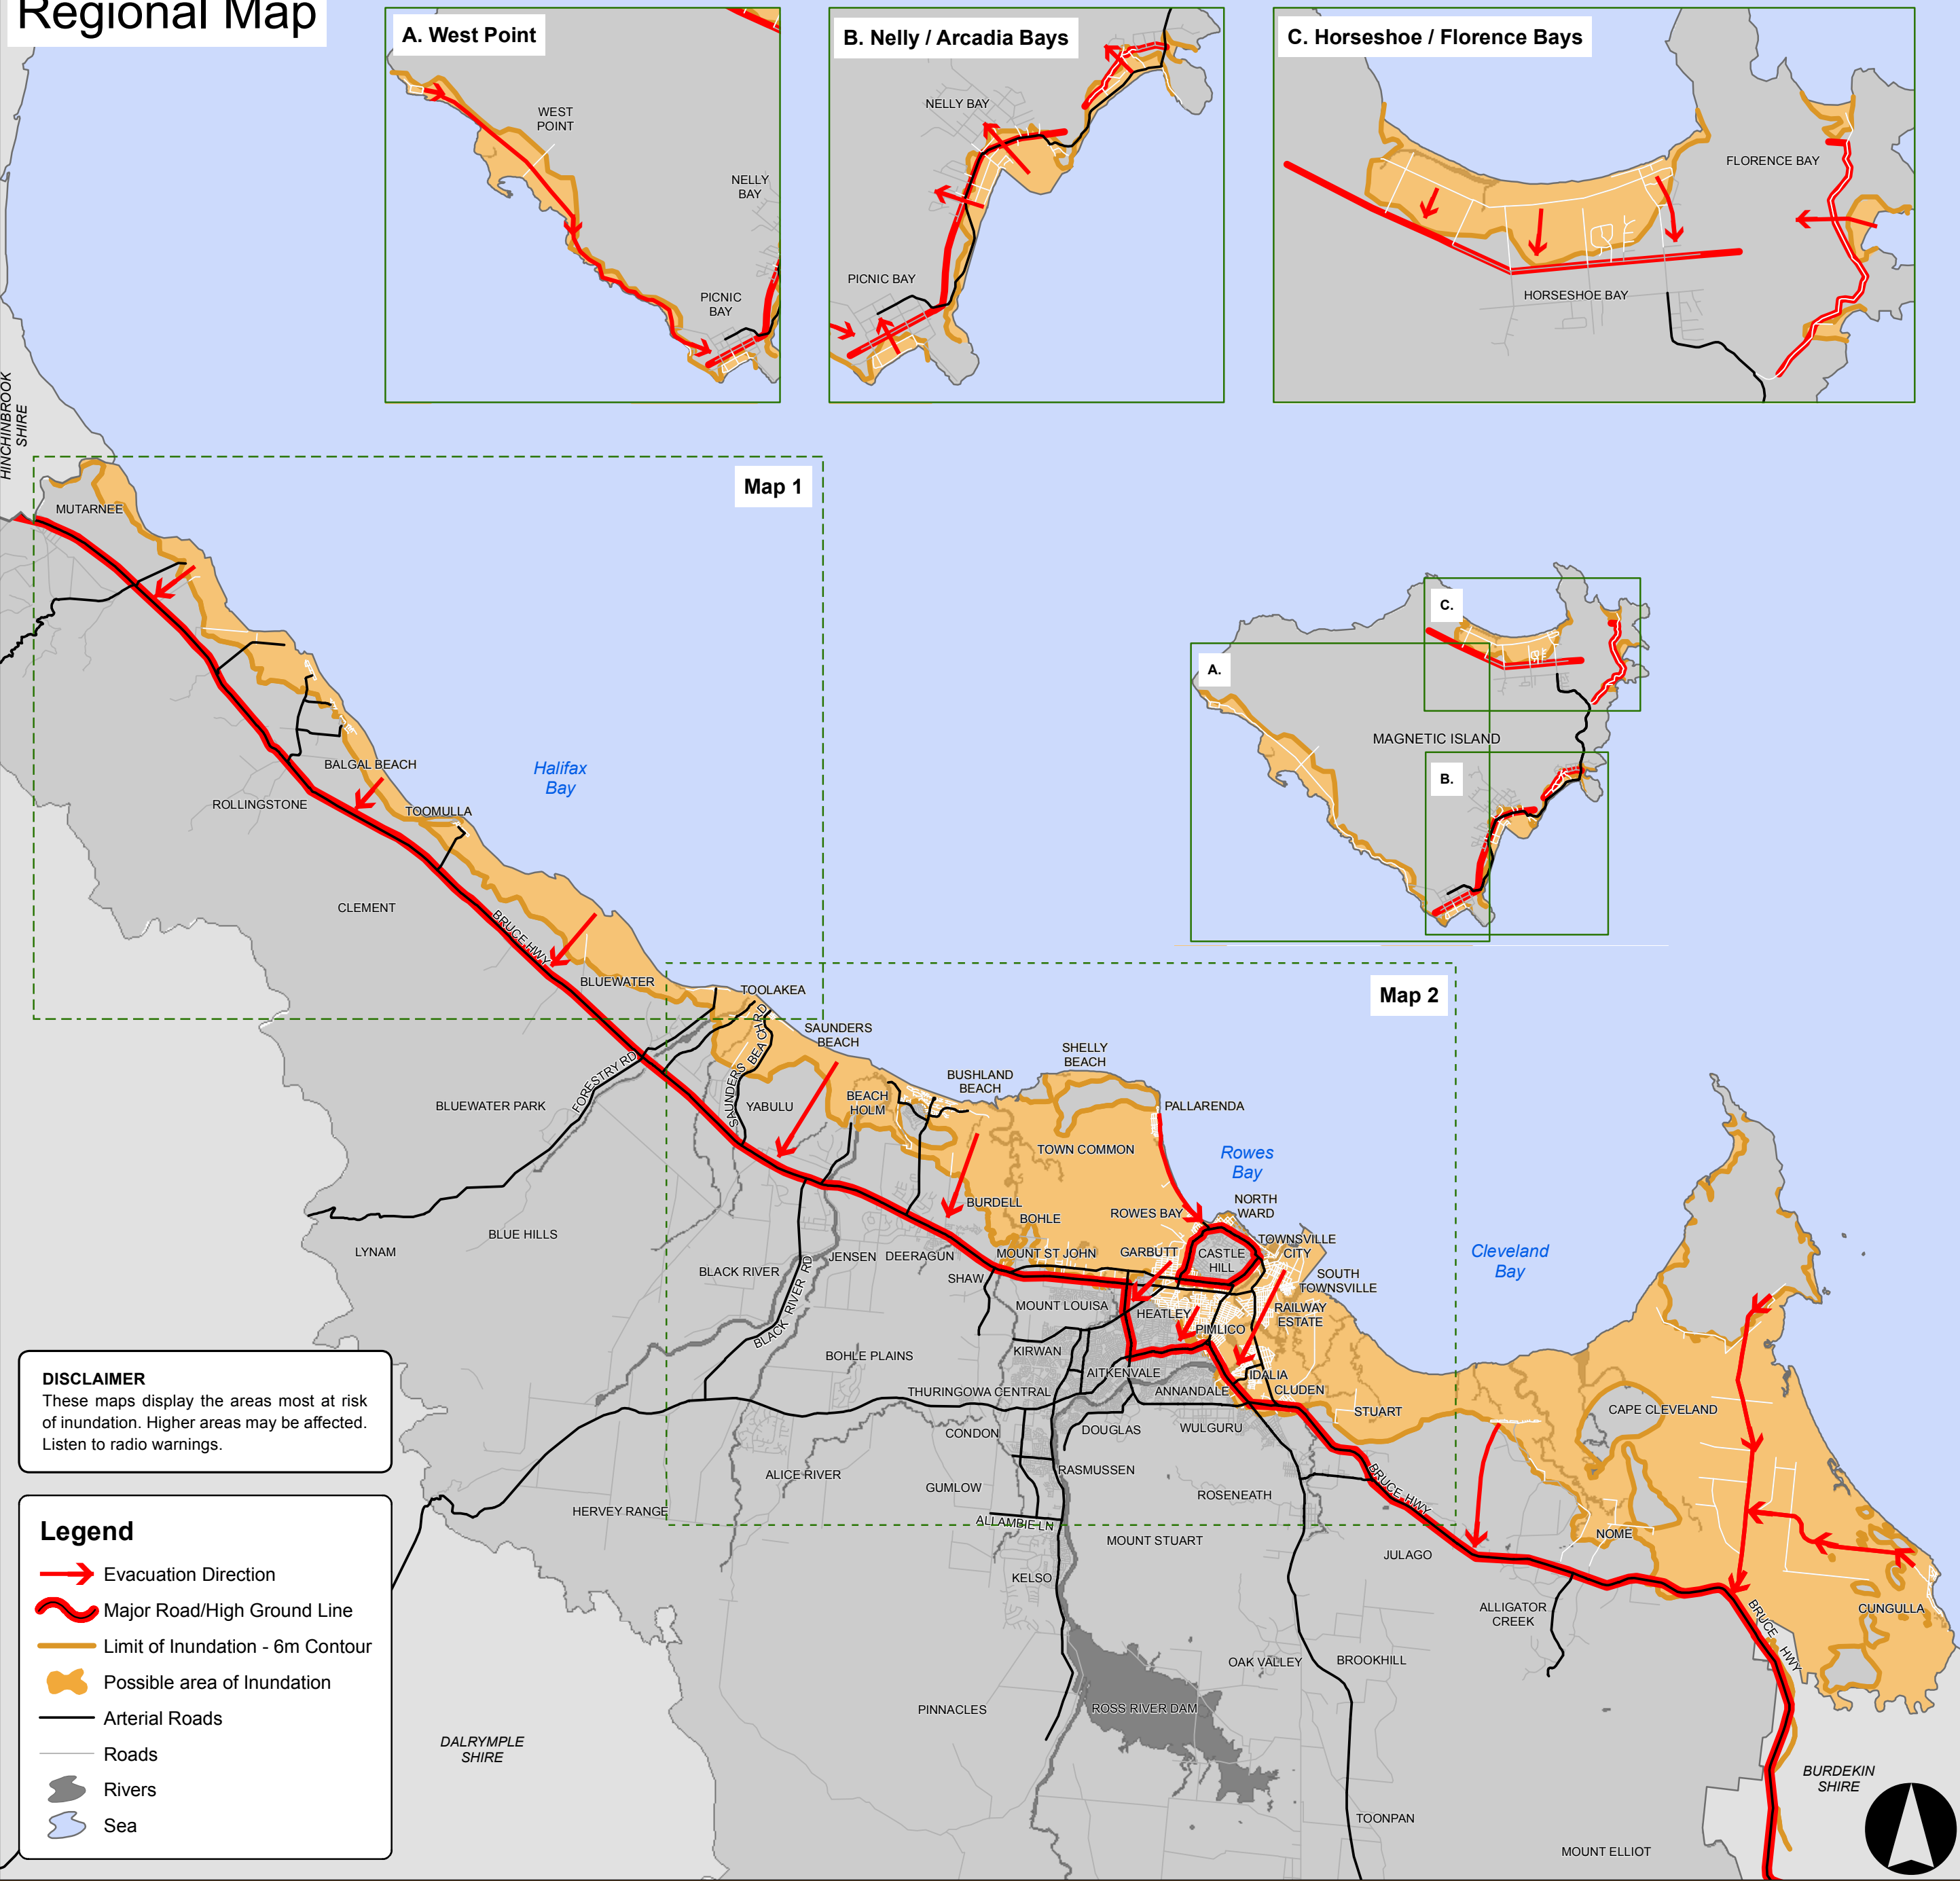 Regional Map
A. West Point
WEST
POINT
NELLY
BAY
PICNIC
BAY
B. Nelly / Arcadia Bays
NELLY BAY
PICNIC BAY
C. Horseshoe / Florence Bays
FLORENCE BAY
HORSESHOE BAY
HINCHINBROOK
SHIRE
Map 1
MUTARNEE
Halifax
Bay
BALGAL BEACH
ROLLINGSTONE
TOOMULLA
CLEMENT
BRUCE HWY
BLUEWATER
C.
A.
MAGNETIC ISLAND
B.
Map 2
TOOLAKEA
SAUNDERS
BEACH
SAUNDERS BEACH RD
FORESTRY RD
BLUEWATER PARK
YABULU
BEACH
HOLM
BUSHLAND
BEACH
SHELLY
BEACH
PALLARENDA
TOWN COMMON
Rowes
Bay
NORTH
WARD
BURDELL
BOHLE
ROWES BAY
LYNAM
BLUE HILLS
BLACK RIVER
BLACK RIVER RD
JENSEN
DEERAGUN
SHAW
MOUNT ST JOHN
GARBUTT
CASTLE
HILL
TOWNSVILLE
CITY
SOUTH
TOWNSVILLE
Cleveland
Bay
MOUNT LOUISA
HEATLEY
RAILWAY
ESTATE
PIMLICO
KIRWAN
BOHLE PLAINS
AITKENVALE
IDALIA
THURINGOWA CENTRAL
ANNANDALE
CLUDEN
STUART
CAPE CLEVELAND
CONDON
DOUGLAS
WULGURU
ALICE RIVER
RASMUSSEN
GUMLOW
BRUCE HWY
ROSENEATH
HERVEY RANGE
ALLAMBIE LN
MOUNT STUART
JULAGO
NOME
KELSO
ALLIGATOR
CREEK
BRUCE HWY
CUNGULLA
OAK VALLEY
BROOKHILL
PINNACLES
ROSS RIVER DAM
DALRYMPLE
SHIRE
BURDEKIN
SHIRE
TOONPAN
MOUNT ELLIOT
DISCLAIMER
These maps display the areas most at risk
of inundation. Higher areas may be affected.
Listen to radio warnings.
Legend
Evacuation Direction
Major Road/High Ground Line
Limit of Inundation - 6m Contour
Possible area of Inundation
Arterial Roads
Roads
Rivers
Sea